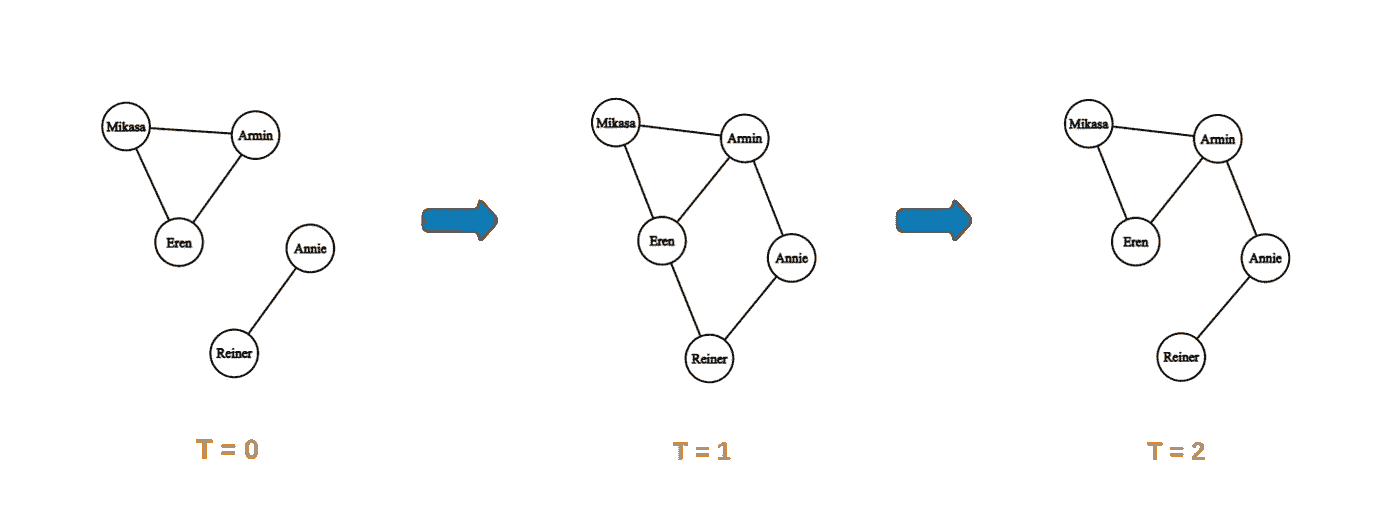 Mikasa
Armin
Eren
Annie
Reiner
T = 0
Mikasa
Armin
Eren
Annie
Reiner
T = 1
Mikasa
Armin
Eren
Annie
Reiner
T = 2